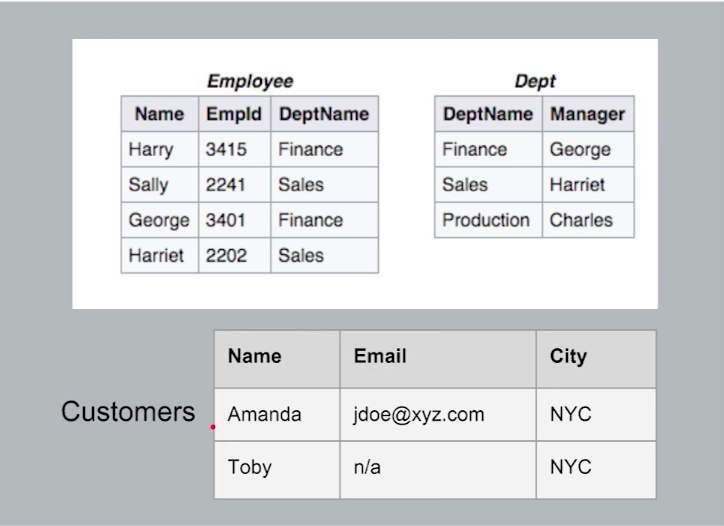 Employee
Name EmpId DeptName
Harry 3415 Finance
Sally 2241 Sales
George 3401 Finance
Harriet 2202 Sales
Dept
DeptName Manager
Finance George
Sales Harriet
Production Charles
Customers
Name Email City
Amanda jdoe@xyz.com NYC
Toby n/a NYC